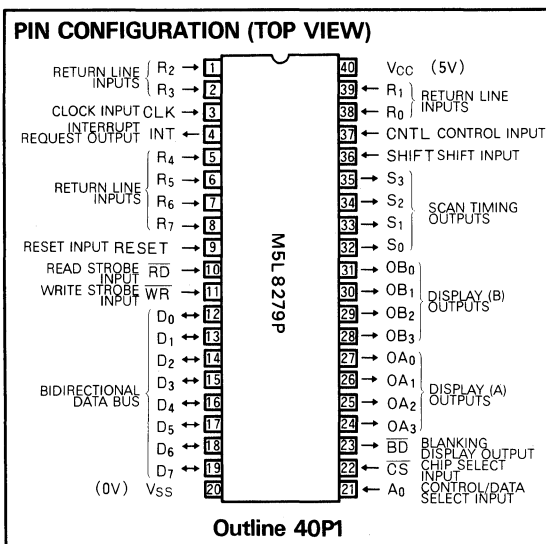 PIN CONFIGURATION (TOP VIEW)
RETURN LINE INPUTS R2 → 1
R3 → 2
CLOCK INPUT CLK → 3
INTERRUPT REQUEST OUTPUT INT ← 4
RETURN LINE INPUTS R4 → 5
R5 → 6
R6 → 7
R7 → 8
RESET INPUT RESET → 9
READ STROBE INPUT R̅D̅ → 10
WRITE STROBE INPUT W̅R̅ → 11
BIDIRECTIONAL DATA BUS D0 ↔ 12
D1 ↔ 13
D2 ↔ 14
D3 ↔ 15
D4 ↔ 16
D5 ↔ 17
D6 ↔ 18
D7 ↔ 19
(0V) VSS 20
M5L8279P
40 VCC (5V)
39 ← R1 RETURN LINE INPUTS
38 ← R0
37 ← CNTL CONTROL INPUT
36 ← SHIFT SHIFT INPUT
35 → S3 SCAN TIMING OUTPUTS
34 → S2
33 → S1
32 → S0
31 → OB0 DISPLAY (B) OUTPUTS
30 → OB1
29 → OB2
28 → OB3
27 → OA0 DISPLAY (A) OUTPUTS
26 → OA1
25 → OA2
24 → OA3
23 → B̅D̅ BLANKING DISPLAY OUTPUT
22 ← C̅S̅ CHIP SELECT INPUT
21 ← A0 CONTROL/DATA SELECT INPUT
Outline 40P1